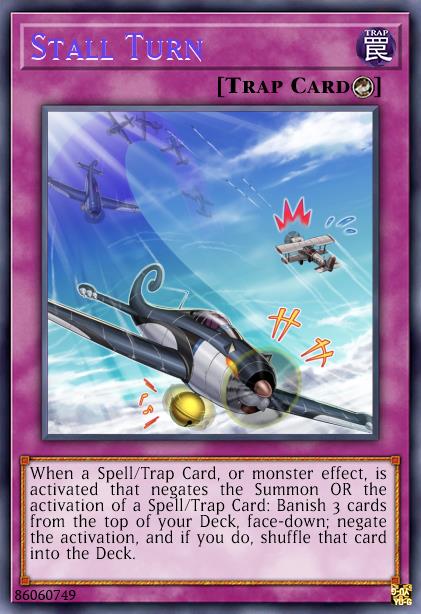 Stall Turn
TRAP
罠
[Trap Card]
When a Spell/Trap Card, or monster effect, is
activated that negates the Summon OR the
activation of a Spell/Trap Card: Banish 3 cards
from the top of your Deck, face-down; negate
the activation, and if you do, shuffle that card
into the Deck.
86060749